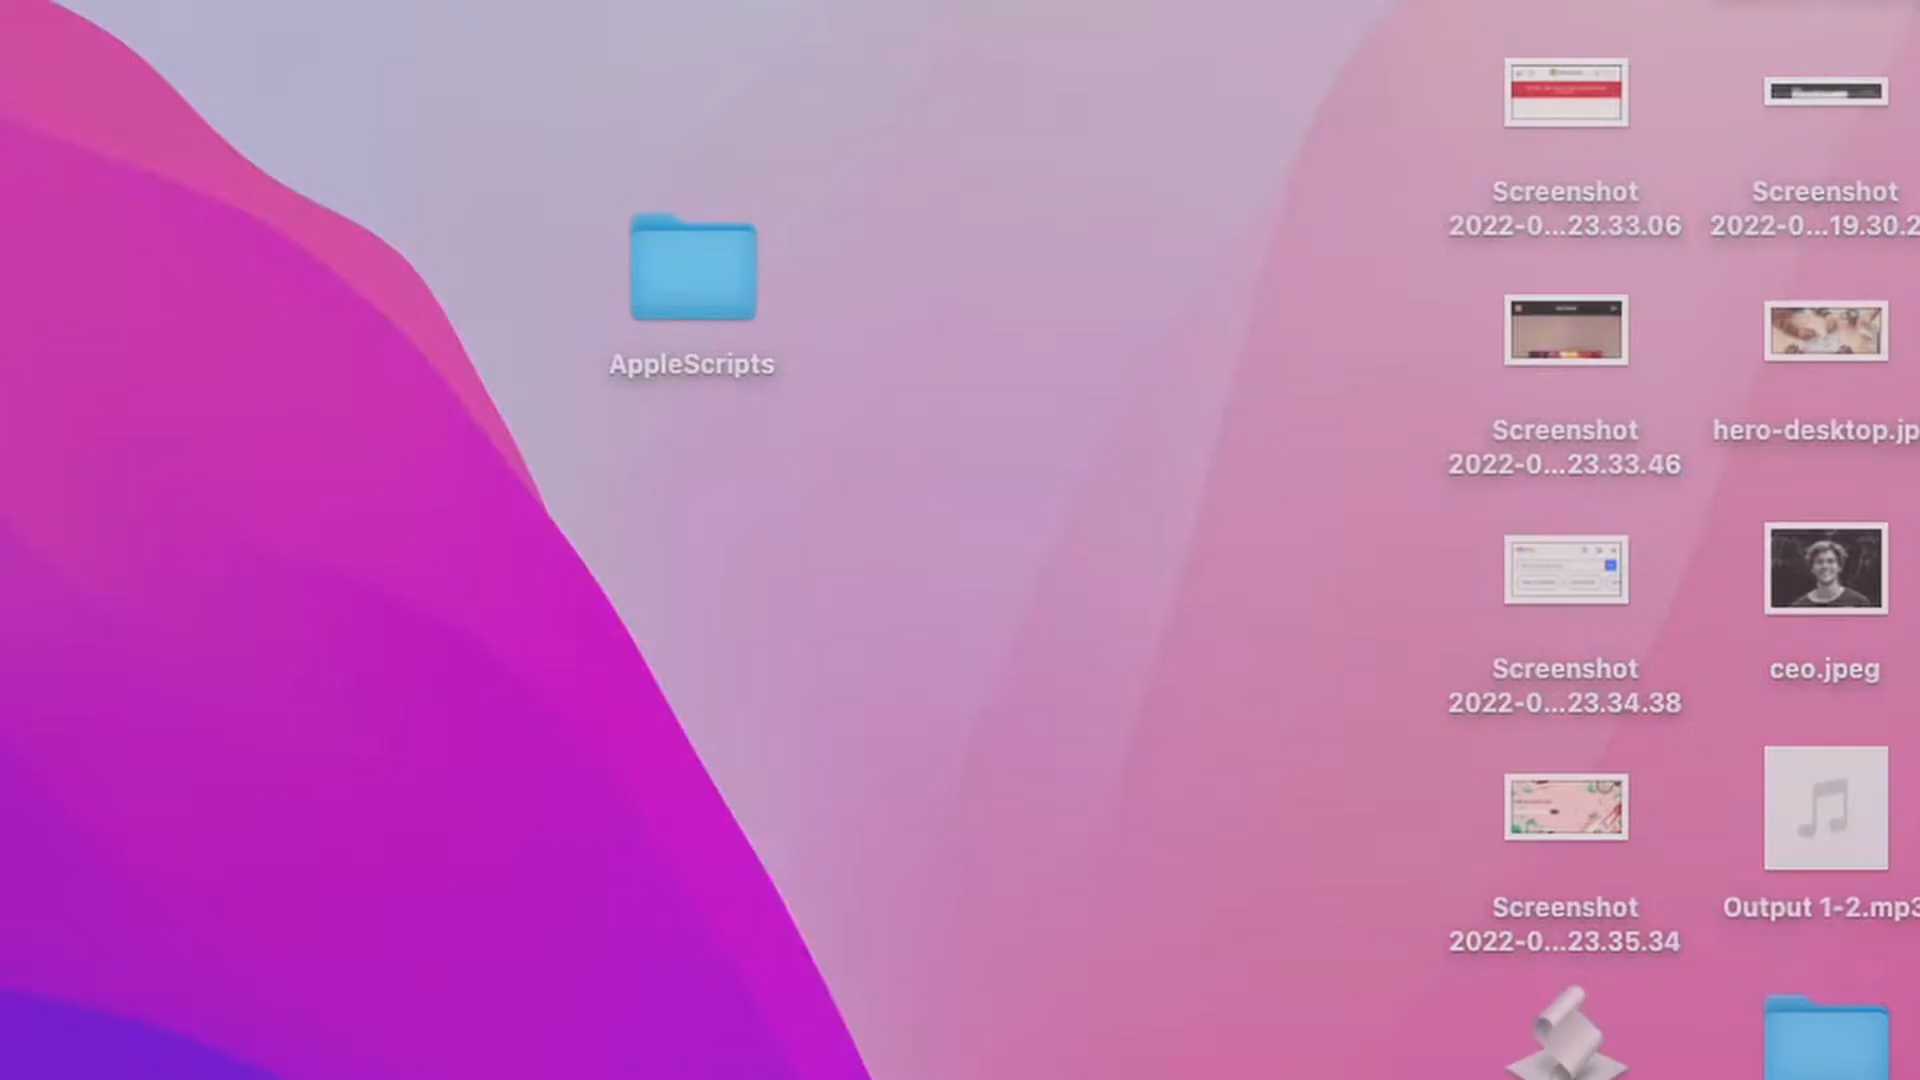 Screenshot
2022-0...23.33.06
Screenshot
2022-0...19.30.2
AppleScripts
Screenshot
2022-0...23.33.46
hero-desktop.jp
Screenshot
2022-0...23.34.38
ceo.jpeg
Screenshot
2022-0...23.35.34
Output 1-2.mp3